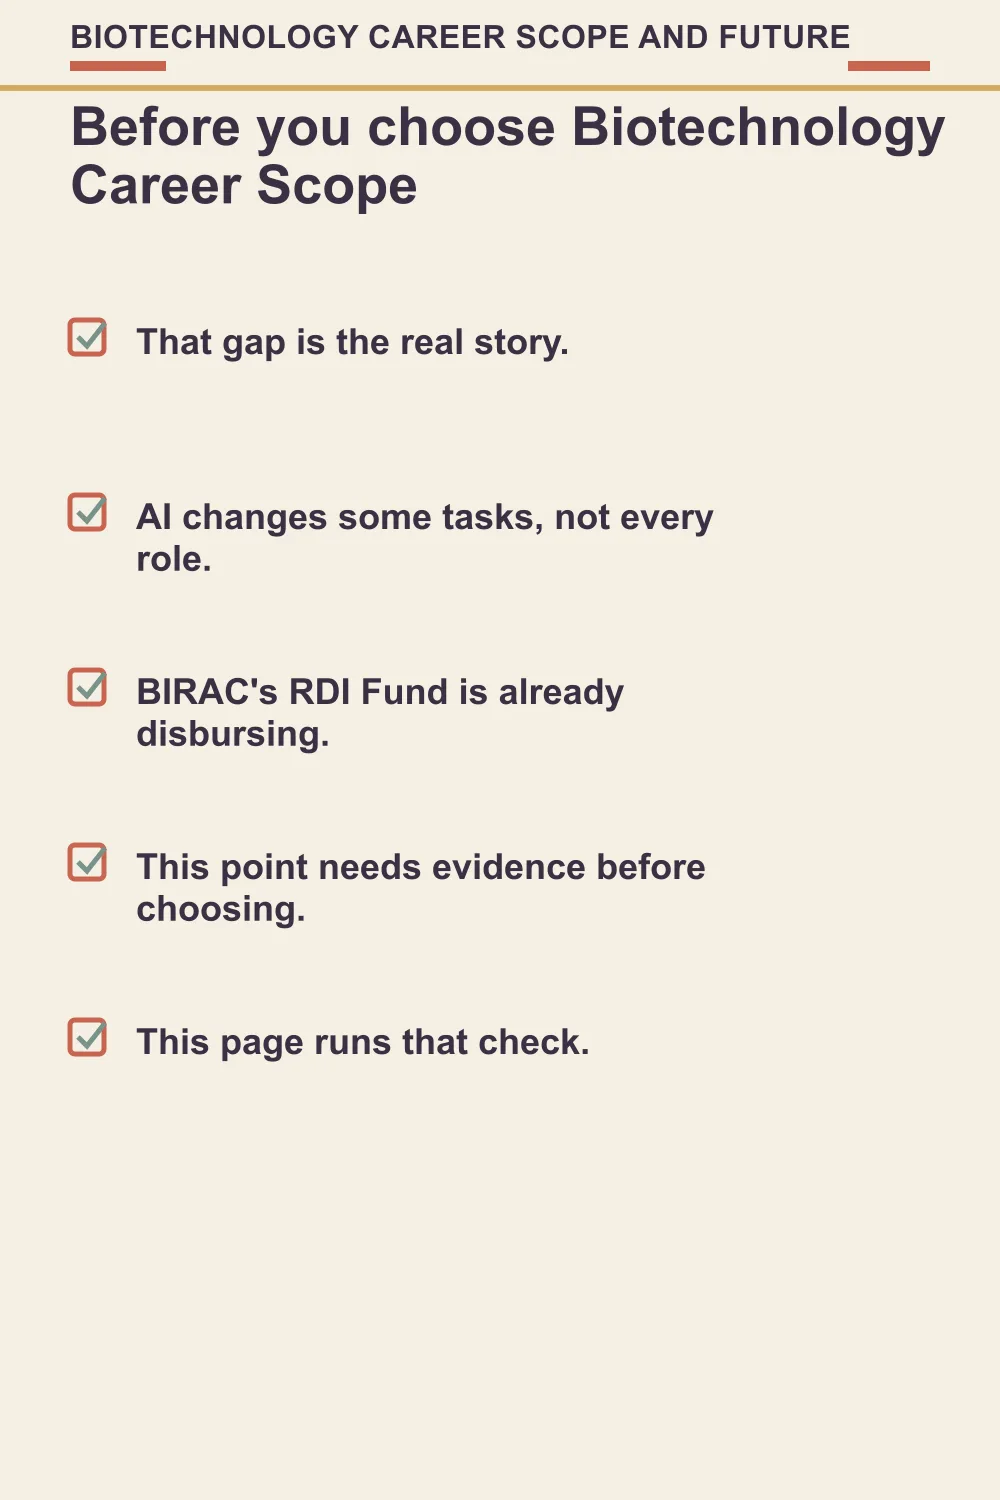 BIOTECHNOLOGY CAREER SCOPE AND FUTURE
Before you choose Biotechnology
Career Scope
That gap is the real story.
AI changes some tasks, not every
role.
BIRAC's RDI Fund is already
disbursing.
This point needs evidence before
choosing.
This page runs that check.